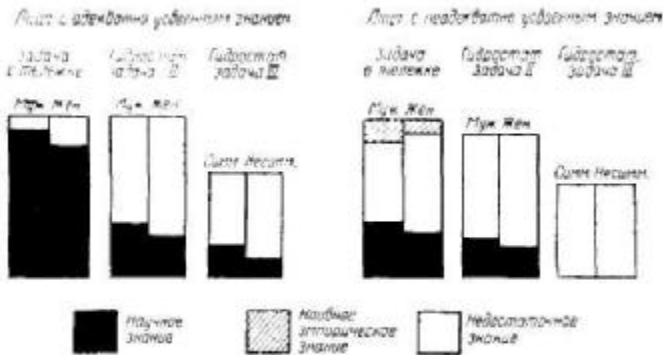 Лица с адекватно усвоенным знанием
Лица с неадекватно усвоенным знанием
Задача
о тележке
Гидростат.
задача II
Гидростат.
задача III
Задача
о тележке
Гидростат.
задача II
Гидростат.
задача III
Муж Жен
Муж Жен
Симм Несимм.
Муж Жен
Муж Жен
Симм Несимм.
Научное
знание
Наивное
эмпирическое
знание
Недостаточное
знание